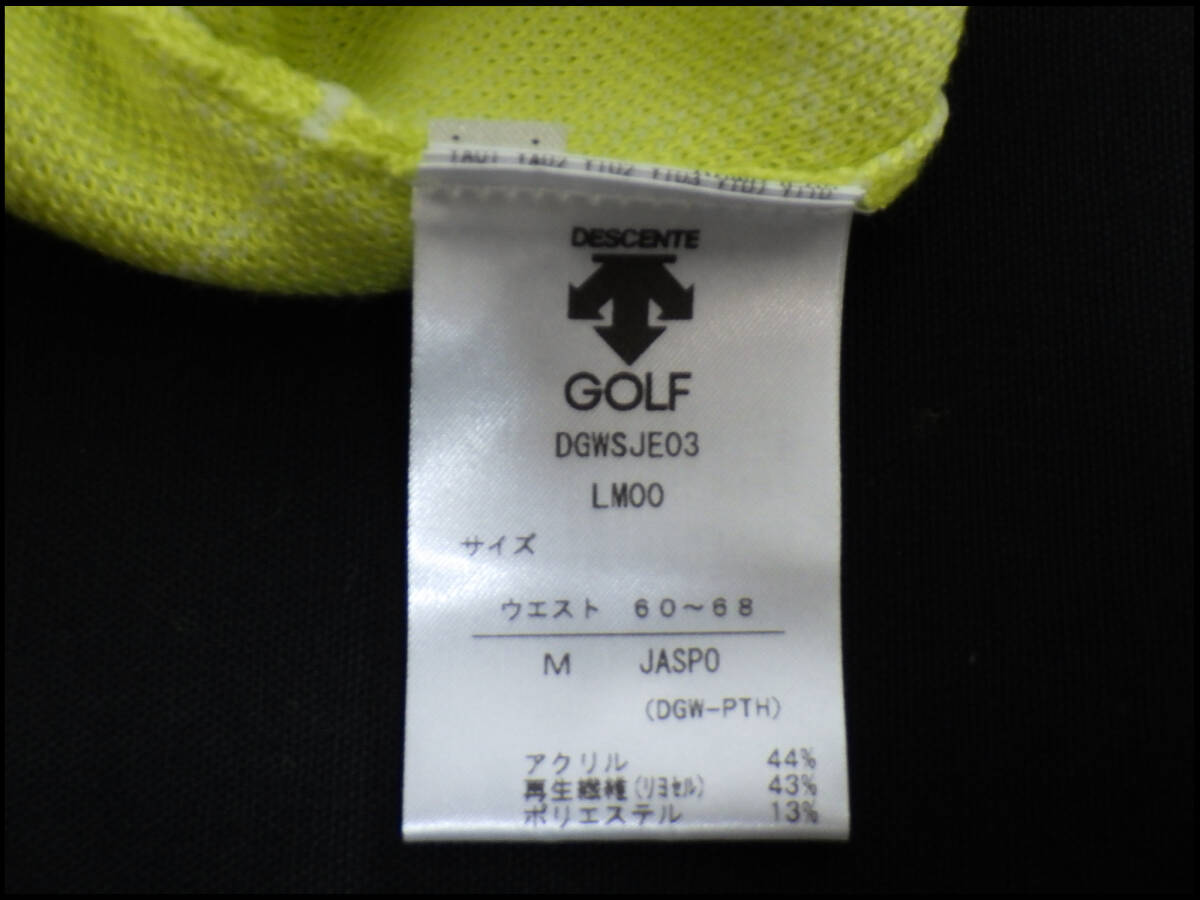 DESCENTE
GOLF
DGWSJE03
LM00
サイズ
ウエスト 60～68
M JASPO
(DGW-PTH)
アクリル 44%
再生繊維(リヨセル) 43%
ポリエステル 13%